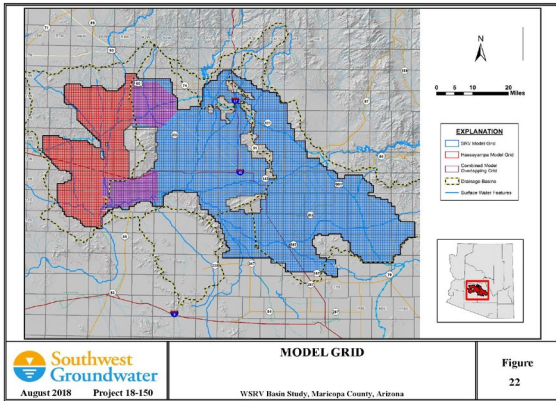 N
0 5 10 20
Miles
EXPLANATION
SRV Model Grid
Hassayampa Model Grid
Combined Model
Overlapping Grid
Drainage Basins
Surface Water Features
Southwest
Groundwater
August 2018 Project 18-150
MODEL GRID
WSRV Basin Study, Maricopa County, Arizona
Figure
22